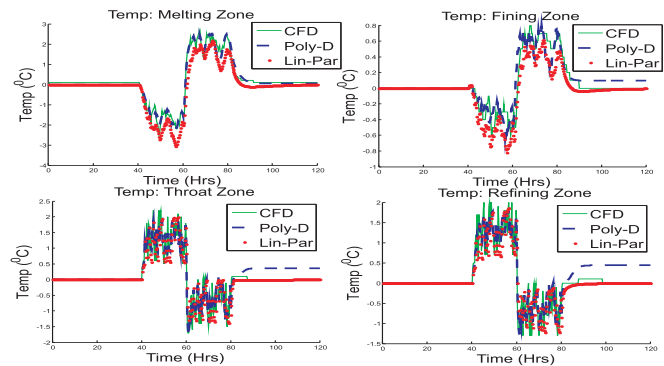 Temp: Melting Zone
3
2
1
0
-1
-2
-3
-4
0
20
40
60
80
100
120
Temp (⁰C)
Time (Hrs)
CFD
Poly-D
Lin-Par
Temp: Fining Zone
0.8
0.6
0.4
0.2
0
-0.2
-0.4
-0.6
-0.8
-1
0
20
40
60
80
100
120
Temp (⁰C)
Time (Hrs)
CFD
Poly-D
Lin-Par
Temp: Throat Zone
2.5
2
1.5
1
0.5
0
-0.5
-1
-1.5
-2
0
20
40
60
80
100
120
Temp (⁰C)
Time (Hrs)
CFD
Poly-D
Lin-Par
Temp: Refining Zone
2
1.5
1
0.5
0
-0.5
-1
-1.5
0
20
40
60
80
100
120
Temp (⁰C)
Time (Hrs)
CFD
Poly-D
Lin-Par